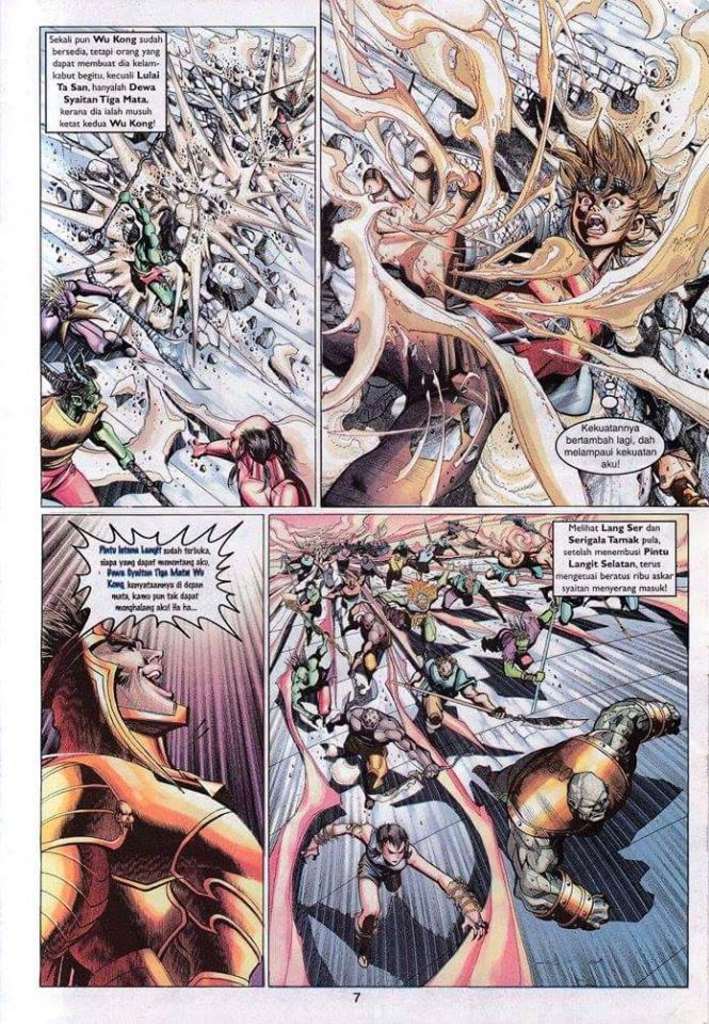 Sekali pun Wu Kong sudah
bersedia, tetapi orang yang
dapat membuat dia kelam-
kabut begitu, kecuali Lulai
Ta San, hanyalah Dewa
Syaitan Tiga Mata,
kerana dia ialah musuh
ketat kedua Wu Kong!
Kekuatannya
bertambah lagi, dah
melampaui kekuatan
aku!
Pintu Istana Langit sudah terbuka,
siapa yang dapat menentang aku,
Dewa Syaitan Tiga Mata! Wu
Kong kenyataannya di depan
mata, kamu pun tak dapat
menghalang aku! Ha ha...
Melihat Lang Ser dan
Serigala Tamak pula,
setelah menembusi Pintu
Langit Selatan, terus
mengetuai beratus ribu askar
syaitan menyerang masuk!
7